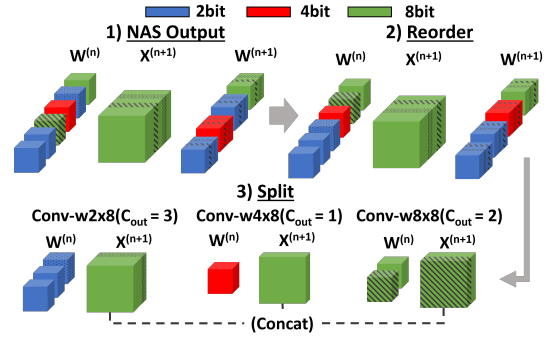 2bit 4bit 8bit
1) NAS Output 2) Reorder
W(n) X(n+1) W(n+1) W(n) X(n+1) W(n+1)
3) Split
Conv-w2x8(Cout = 3) Conv-w4x8(Cout = 1) Conv-w8x8(Cout = 2)
W(n) X(n+1) W(n) X(n+1) W(n) X(n+1)
(Concat)